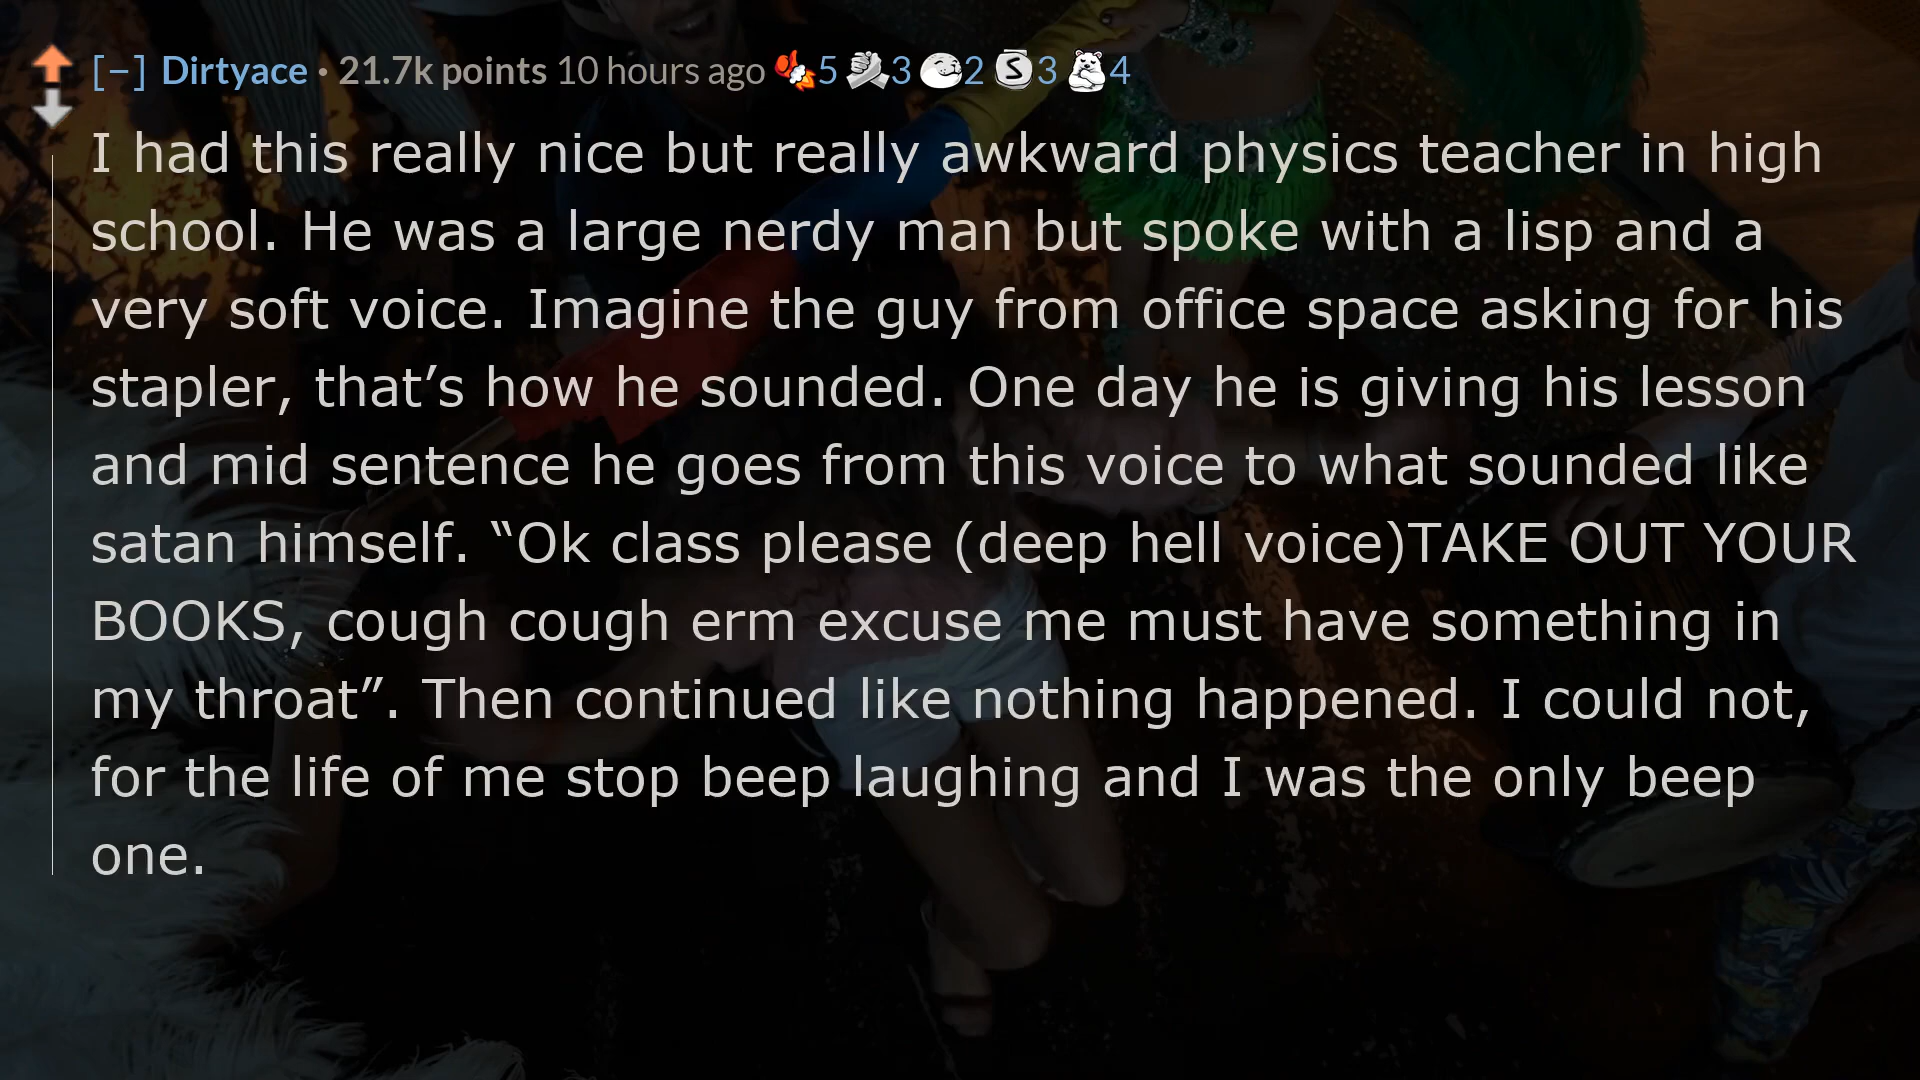 [–] Dirtyace • 21.7k points 10 hours ago 5 3 2 S 3 4
I had this really nice but really awkward physics teacher in high
school. He was a large nerdy man but spoke with a lisp and a
very soft voice. Imagine the guy from office space asking for his
stapler, that’s how he sounded. One day he is giving his lesson
and mid sentence he goes from this voice to what sounded like
satan himself. “Ok class please (deep hell voice)TAKE OUT YOUR
BOOKS, cough cough erm excuse me must have something in
my throat”. Then continued like nothing happened. I could not,
for the life of me stop beep laughing and I was the only beep
one.